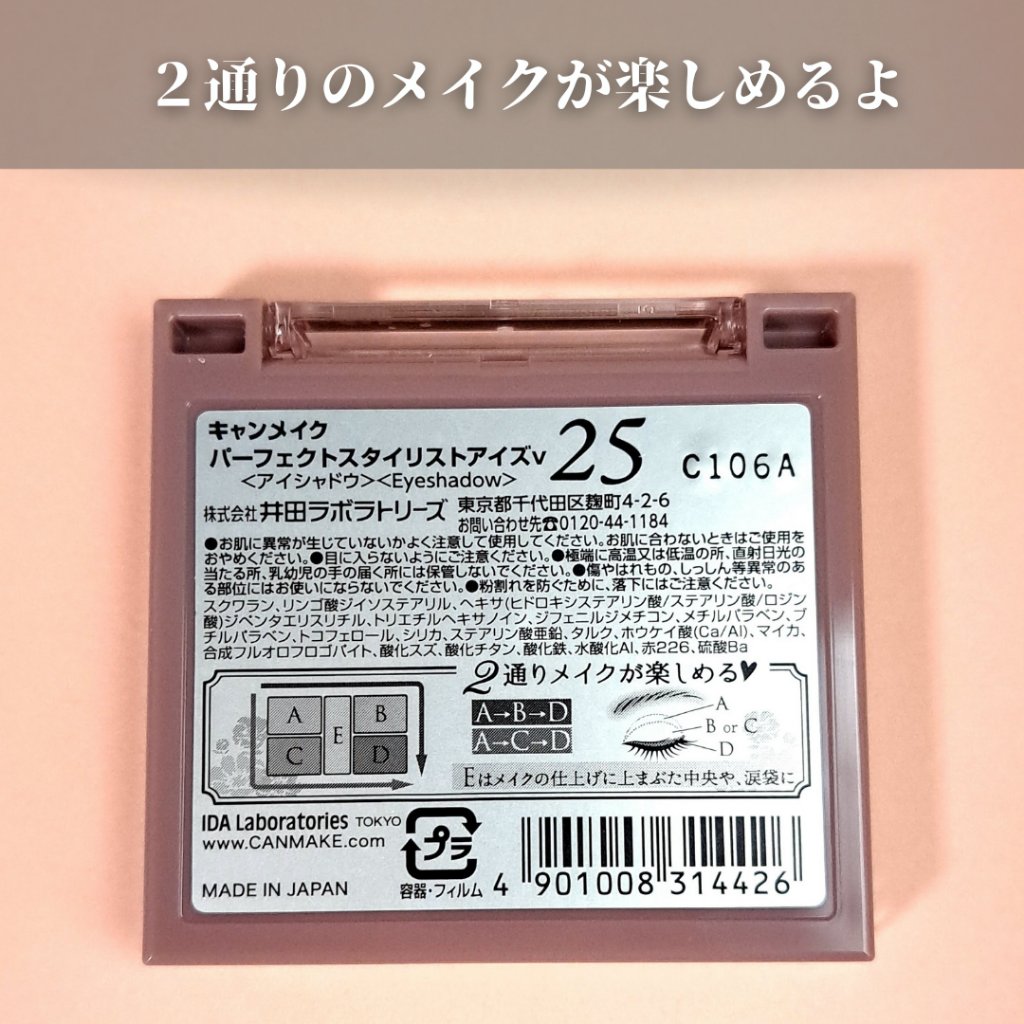 ２通りのメイクが楽しめるよ
キャンメイク
パーフェクトスタイリストアイズv
25
C106A
<アイシャドウ><Eyeshadow>
株式会社 井田ラボラトリーズ
東京都千代田区麹町4-2-6
お問い合わせ先☎0120-44-1184
●お肌に異常が生じていないかよく注意して使用してください。お肌に合わないときはご使用を
おやめください。●目に入らないようにご注意ください。●極端に高温又は低温の所、直射日光の
当たる所、乳幼児の手の届く所には保管しないでください。●傷やはれもの、しっしん等異常のあ
る部位にはお使いにならないでください。●粉割れを防ぐために、落下にはご注意ください。
スクワラン、リンゴ酸ジイソステアリル、ヘキサ(ヒドロキシステアリン酸/ステアリン酸/ロジン
酸)ジペンタエリスリチル、トリエチルヘキサノイン、ジフェニルジメチコン、メチルパラベン、ブ
チルパラベン、トコフェロール、シリカ、ステアリン酸亜鉛、タルク、ホウケイ酸(Ca/Al)、マイカ、
合成フルオロフロゴパイト、酸化スズ、酸化チタン、酸化鉄、水酸化Al、赤226、硫酸Ba
2通りメイクが楽しめる♥
A
B
E
C
D
A→B→D
A→C→D
A
B or C
D
Eはメイクの仕上げに上まぶた中央や、涙袋に
IDA Laboratories TOKYO
www.CANMAKE.com
MADE IN JAPAN
プラ
容器・フィルム
4 901008 314426